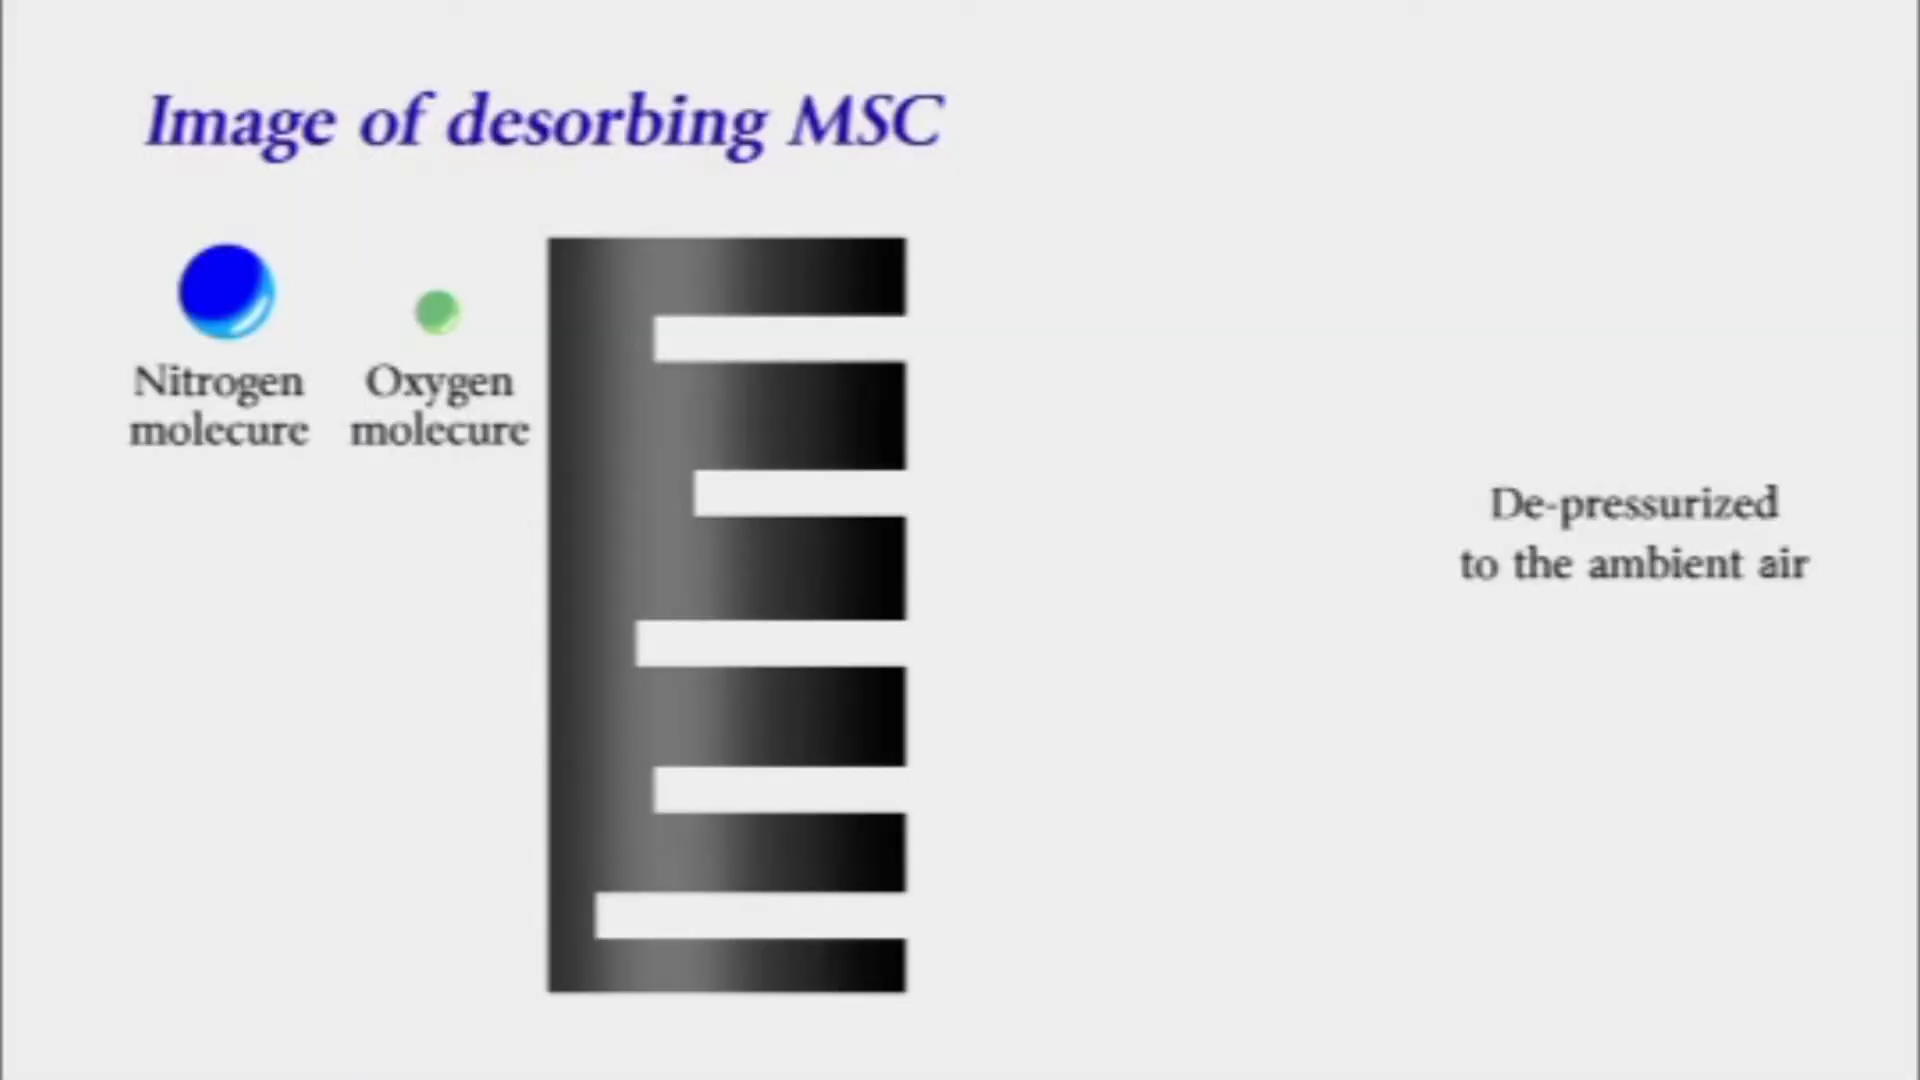 Image of desorbing MSC
Nitrogen
molecure
Oxygen
molecure
De-pressurized
to the ambient air